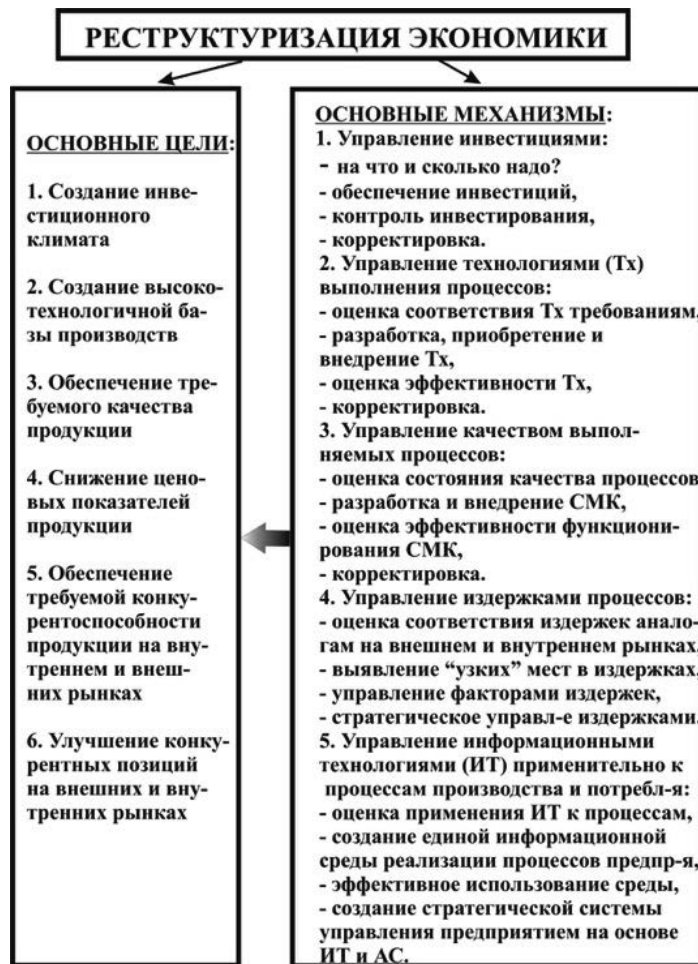 РЕСТРУКТУРИЗАЦИЯ ЭКОНОМИКИ
ОСНОВНЫЕ ЦЕЛИ:
1. Создание инве-
стиционного
климата
2. Создание высоко-
технологичной ба-
зы производств
3. Обеспечение тре-
буемого качества
продукции
4. Снижение цено-
вых показателей
продукции
5. Обеспечение
требуемой конку-
рентоспособности
продукции на вну-
треннем и внеш-
них рынках
6. Улучшение конку-
рентных позиций
на внешних и вну-
тренних рынках
ОСНОВНЫЕ МЕХАНИЗМЫ:
1. Управление инвестициями:
- на что и сколько надо?
- обеспечение инвестиций,
- контроль инвестирования,
- корректировка.
2. Управление технологиями (Тх)
выполнения процессов:
- оценка соответствия Тх требованиям,
- разработка, приобретение и
внедрение Тх,
- оценка эффективности Тх,
- корректировка.
3. Управление качеством выпол-
няемых процессов:
- оценка состояния качества процессов
- разработка и внедрение СМК,
- оценка эффективности функциони-
рования СМК,
- корректировка.
4. Управление издержками процессов:
- оценка соответствия издержек анало-
гам на внешнем и внутреннем рынках,
- выявление “узких” мест в издержках,
- управление факторами издержек,
- стратегическое управл-е издержками.
5. Управление информационными
технологиями (ИТ) применительно к
процессам производства и потребл-я:
- оценка применения ИТ к процессам,
- создание единой информационной
среды реализации процессов предпр-я,
- эффективное использование среды,
- создание стратегической системы
управления предприятием на основе
ИТ и АС.